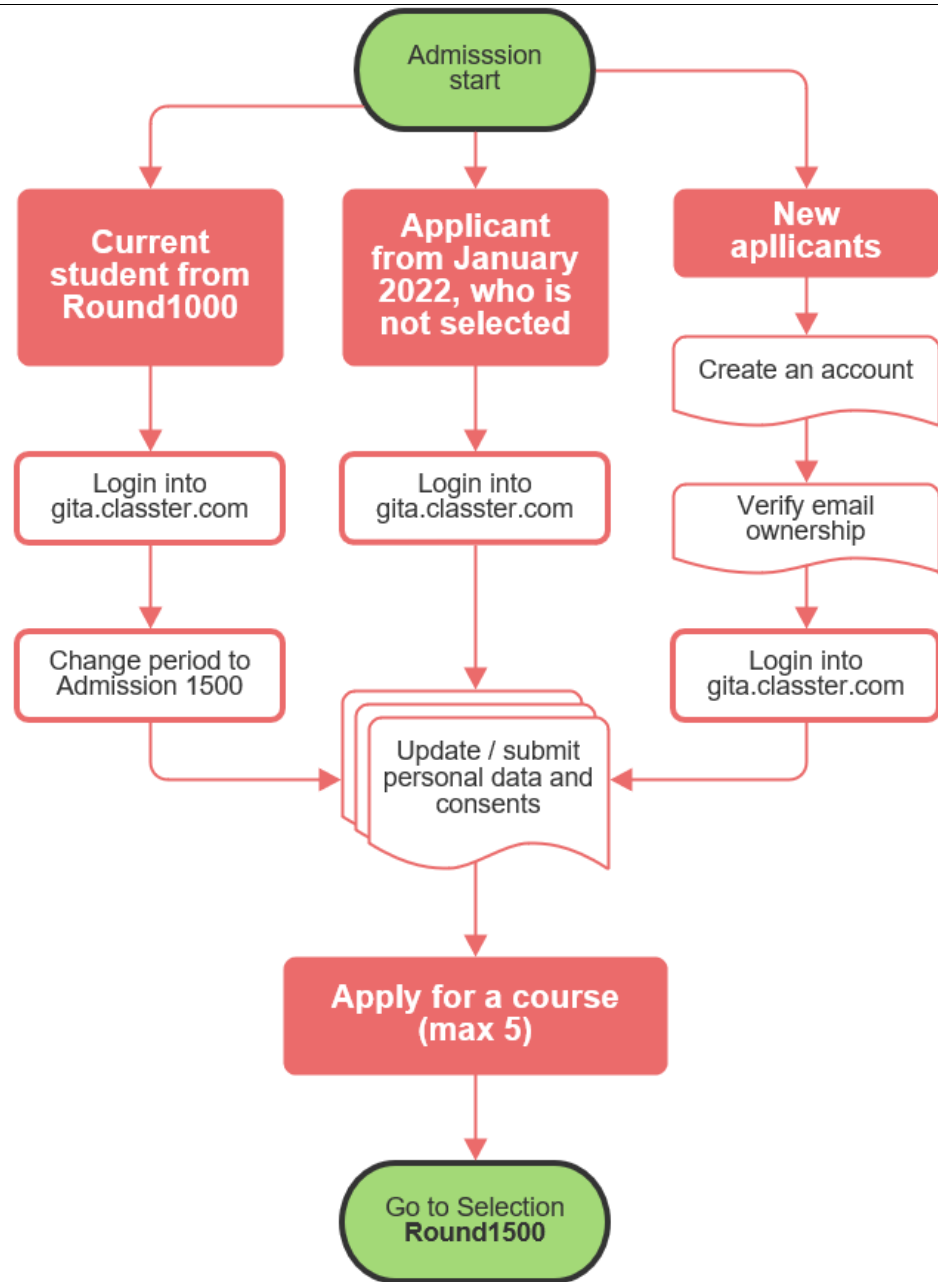 Admisssion
start
Current
student from
Round1000
Applicant
from January
2022, who is
not selected
New
apllicants
Create an account
Login into
gita.classter.com
Login into
gita.classter.com
Verify email
ownership
Change period to
Admission 1500
Login into
gita.classter.com
Update / submit
personal data and
consents
Apply for a course
(max 5)
Go to Selection
Round1500